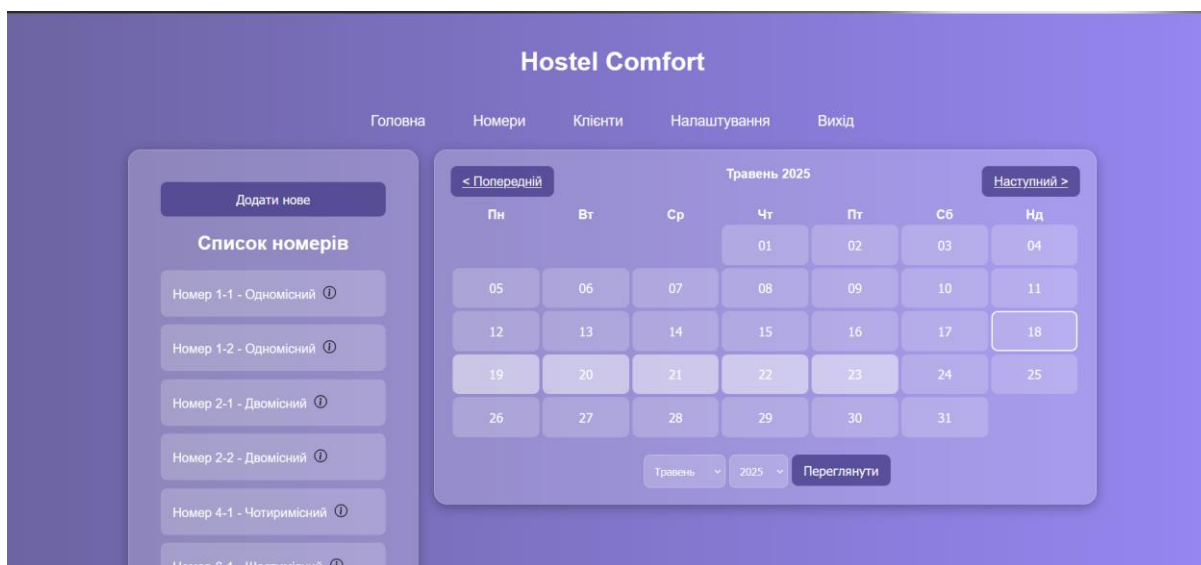 Hostel Comfort
Головна Номери Клієнти Налаштування Вихід
Додати нове
Список номерів
Номер 1-1 - Одномісний
Номер 1-2 - Одномісний
Номер 2-1 - Двомісний
Номер 2-2 - Двомісний
Номер 4-1 - Чотиримісний
< Попередній Травень 2025 Наступний >
Пн Вт Ср Чт Пт Сб Нд
01 02 03 04
05 06 07 08 09 10 11
12 13 14 15 16 17 18
19 20 21 22 23 24 25
26 27 28 29 30 31
Травень 2025 Переглянути